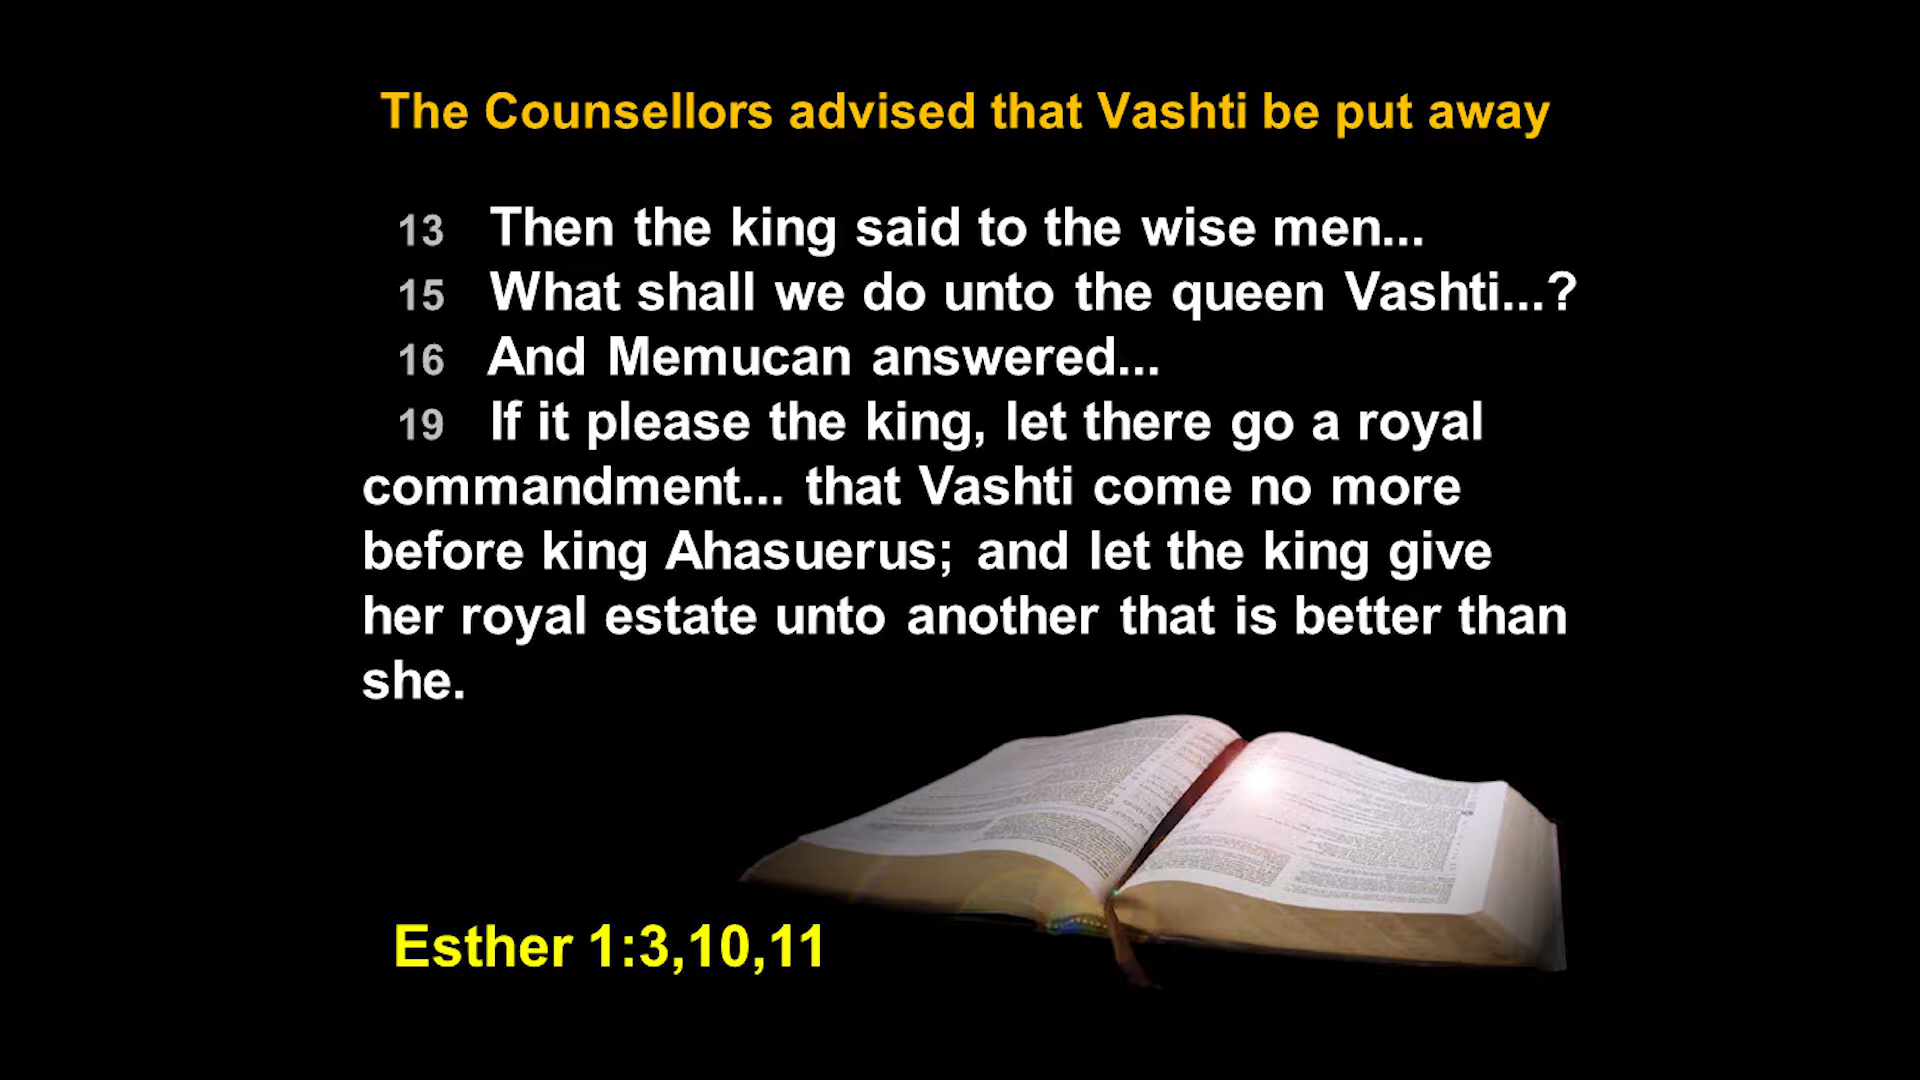 The Counsellors advised that Vashti be put away
13 Then the king said to the wise men...
15 What shall we do unto the queen Vashti...?
16 And Memucan answered...
19 If it please the king, let there go a royal
commandment... that Vashti come no more
before king Ahasuerus; and let the king give
her royal estate unto another that is better than
she.
Esther 1:3,10,11